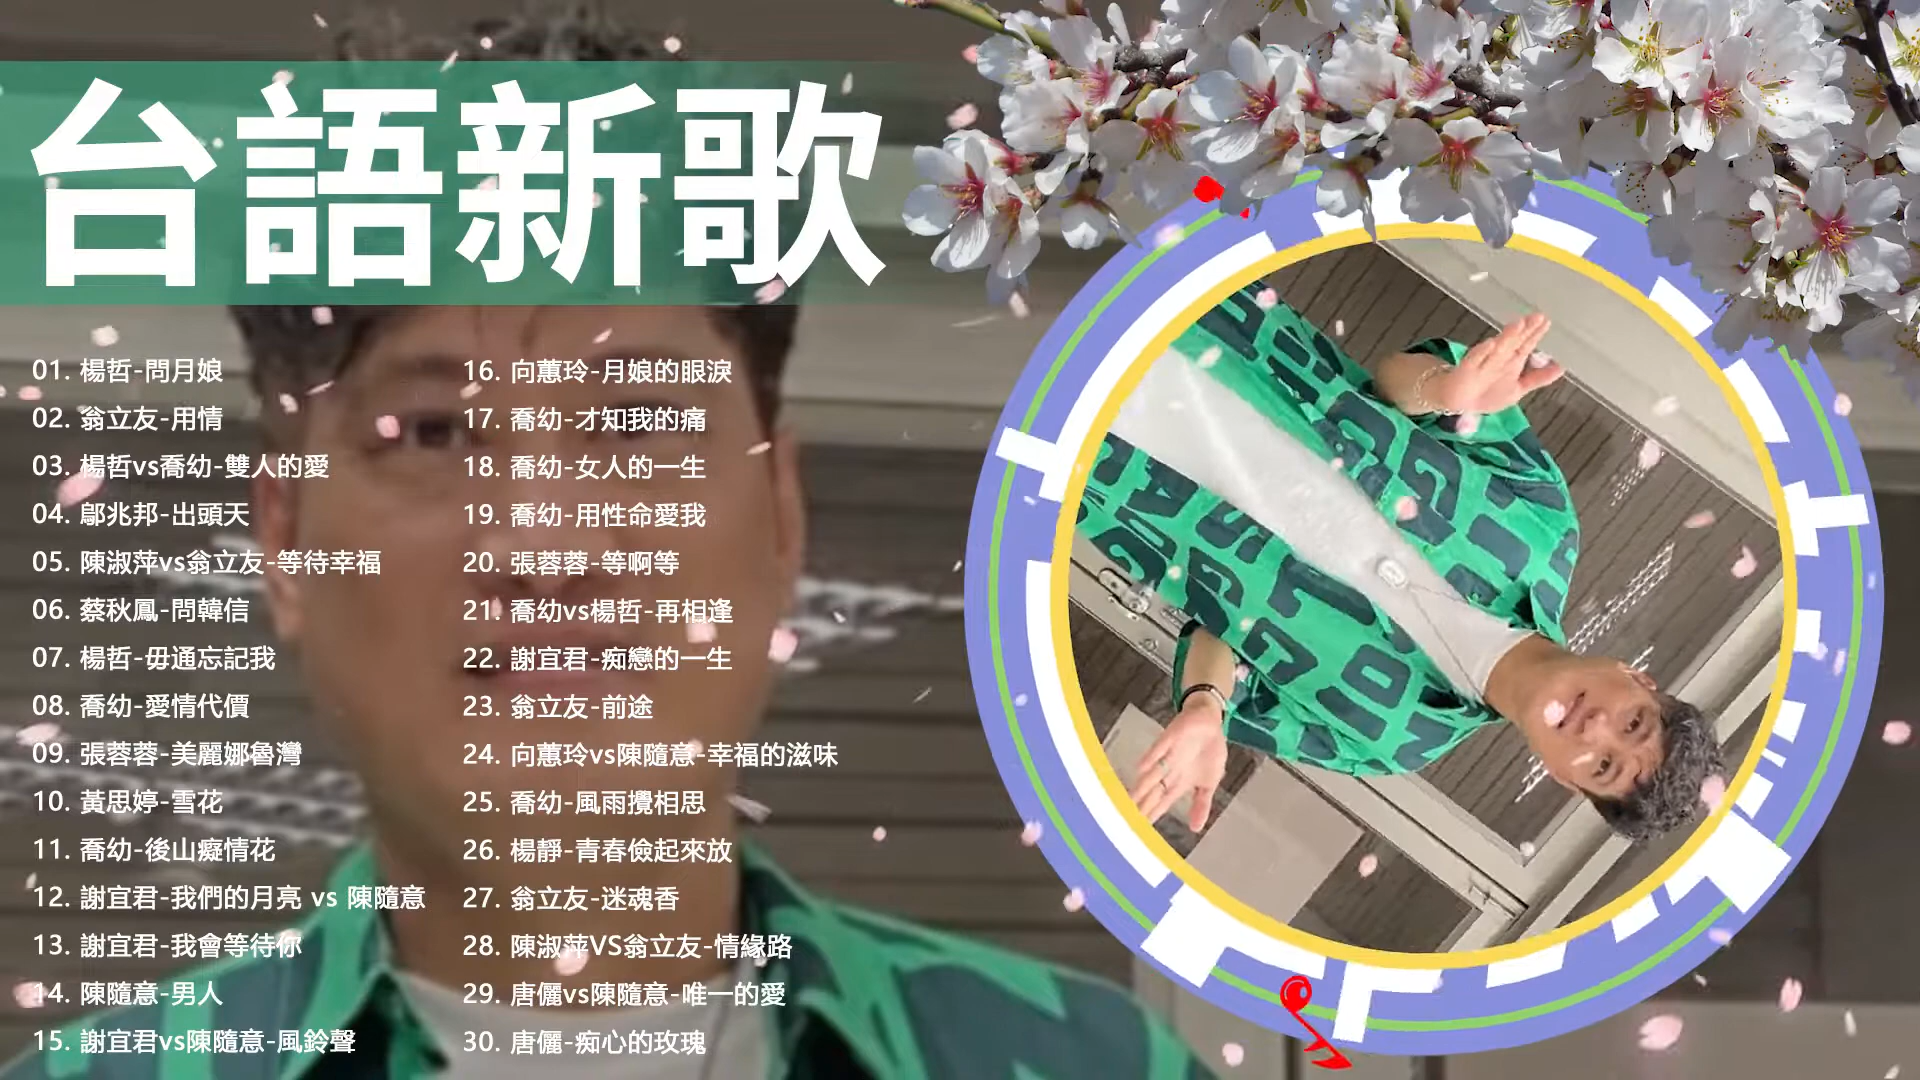 台語新歌
01. 楊哲-問月娘
02. 翁立友-用情
03. 楊哲vs喬幼-雙人的愛
04. 鄔兆邦-出頭天
05. 陳淑萍vs翁立友-等待幸福
06. 蔡秋鳳-問韓信
07. 楊哲-毋通忘記我
08. 喬幼-愛情代價
09. 張蓉蓉-美麗娜魯灣
10. 黃思婷-雪花
11. 喬幼-後山癡情花
12. 謝宜君-我們的月亮 vs 陳隨意
13. 謝宜君-我會等待你
14. 陳隨意-男人
15. 謝宜君vs陳隨意-風鈴聲
16. 向蕙玲-月娘的眼淚
17. 喬幼-才知我的痛
18. 喬幼-女人的一生
19. 喬幼-用性命愛我
20. 張蓉蓉-等啊等
21. 喬幼vs楊哲-再相逢
22. 謝宜君-痴戀的一生
23. 翁立友-前途
24. 向蕙玲vs陳隨意-幸福的滋味
25. 喬幼-風雨攪相思
26. 楊靜-青春儉起來放
27. 翁立友-迷魂香
28. 陳淑萍VS翁立友-情緣路
29. 唐儷vs陳隨意-唯一的愛
30. 唐儷-痴心的玫瑰